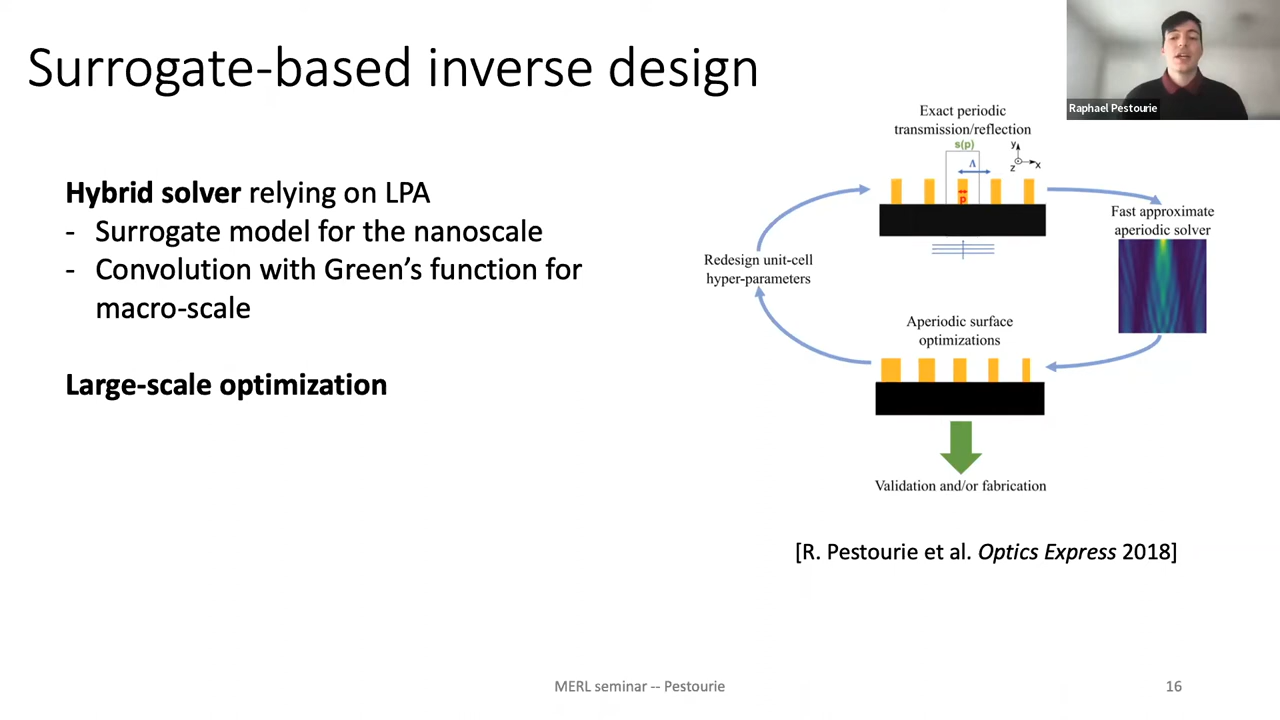 Surrogate-based inverse design
Raphael Pestourie
Hybrid solver relying on LPA
- Surrogate model for the nanoscale
- Convolution with Green's function for
macro-scale
Large-scale optimization
Exact periodic
transmission/reflection
s(p)
Λ
p
y
x
z
Fast approximate
aperiodic solver
Redesign unit-cell
hyper-parameters
Aperiodic surface
optimizations
Validation and/or fabrication
[R. Pestourie et al. Optics Express 2018]
MERL seminar -- Pestourie
16